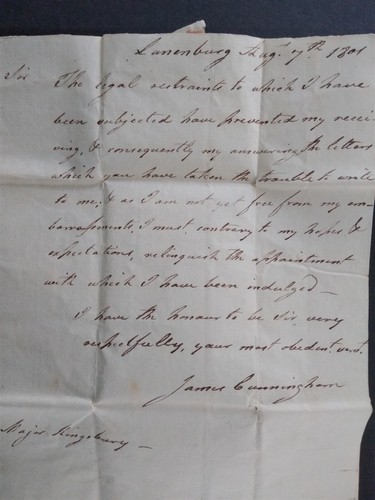 Lunenburg Augt. 7th. 1801
Sir
The legal restraints to which I have
been subjected have prevented my recei-
ving, & consequently my answering, the letters
which you have taken the trouble to write
to me; & as I am not yet free from my em-
barrassments, I must, contrary to my hopes &
expectations, relinquish the appointment
with which I have been indulged —
I have the honour to be Sir, very
respectfully, your most obedient. servt.
James Cunningham
Major Kingsbury —